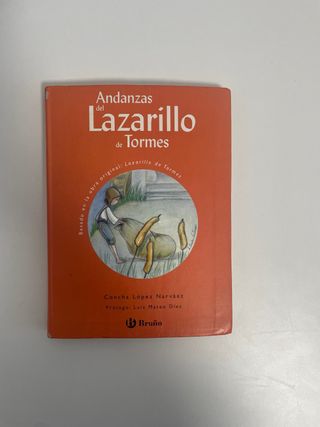 Andanzas
del
Lazarillo
de Tormes
Basado en la obra original: Lazarillo de Tormes
Concha López Narváez
Prólogo: Luis Mateo Díez
Bruño